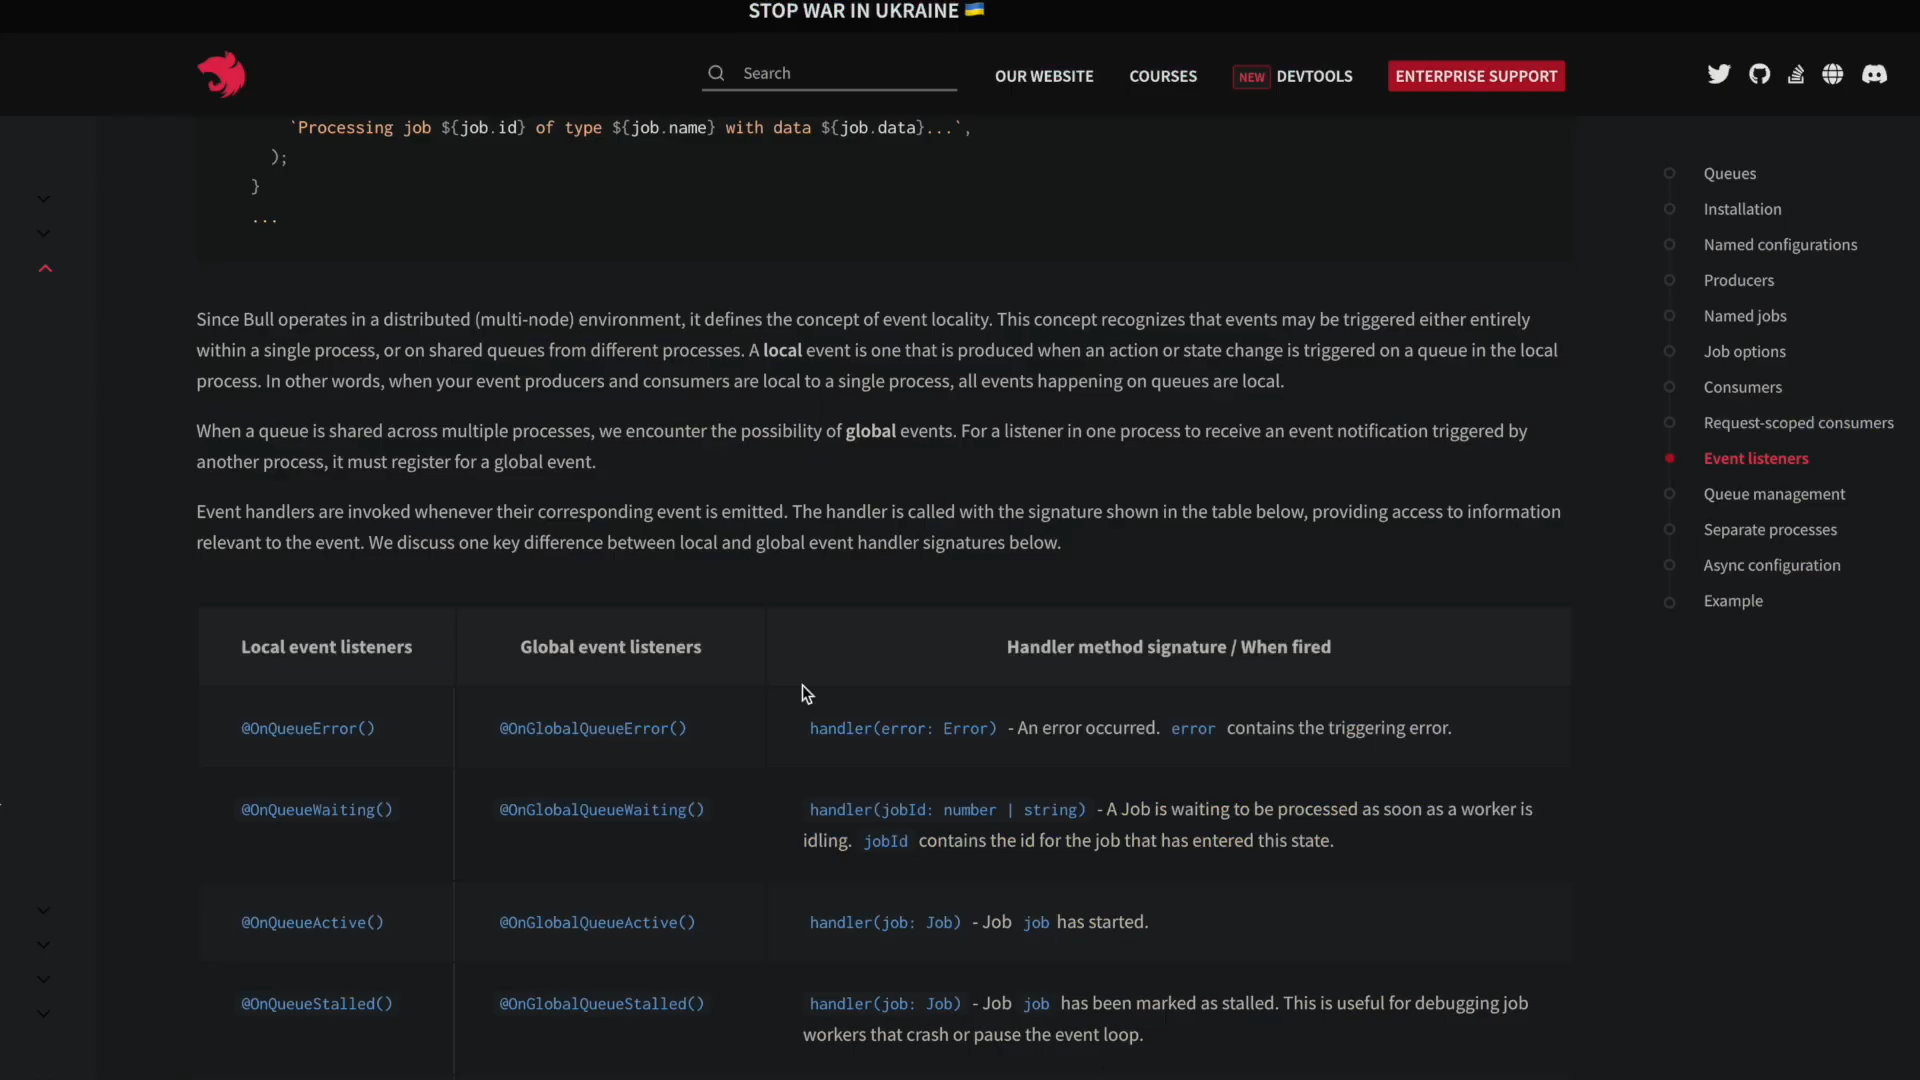 STOP WAR IN UKRAINE 🇺🇦
Search
OUR WEBSITE
COURSES
NEW DEVTOOLS
ENTERPRISE SUPPORT
`Processing job ${job.id} of type ${job.name} with data ${job.data}...`,
);
}
...
Since Bull operates in a distributed (multi-node) environment, it defines the concept of event locality. This concept recognizes that events may be triggered either entirely
within a single process, or on shared queues from different processes. A local event is one that is produced when an action or state change is triggered on a queue in the local
process. In other words, when your event producers and consumers are local to a single process, all events happening on queues are local.
When a queue is shared across multiple processes, we encounter the possibility of global events. For a listener in one process to receive an event notification triggered by
another process, it must register for a global event.
Event handlers are invoked whenever their corresponding event is emitted. The handler is called with the signature shown in the table below, providing access to information
relevant to the event. We discuss one key difference between local and global event handler signatures below.
Local event listeners
Global event listeners
Handler method signature / When fired
@OnQueueError()
@OnGlobalQueueError()
handler(error: Error) - An error occurred. error contains the triggering error.
@OnQueueWaiting()
@OnGlobalQueueWaiting()
handler(jobId: number | string) - A Job is waiting to be processed as soon as a worker is
idling. jobId contains the id for the job that has entered this state.
@OnQueueActive()
@OnGlobalQueueActive()
handler(job: Job) - Job job has started.
@OnQueueStalled()
@OnGlobalQueueStalled()
handler(job: Job) - Job job has been marked as stalled. This is useful for debugging job
workers that crash or pause the event loop.
Queues
Installation
Named configurations
Producers
Named jobs
Job options
Consumers
Request-scoped consumers
Event listeners
Queue management
Separate processes
Async configuration
Example